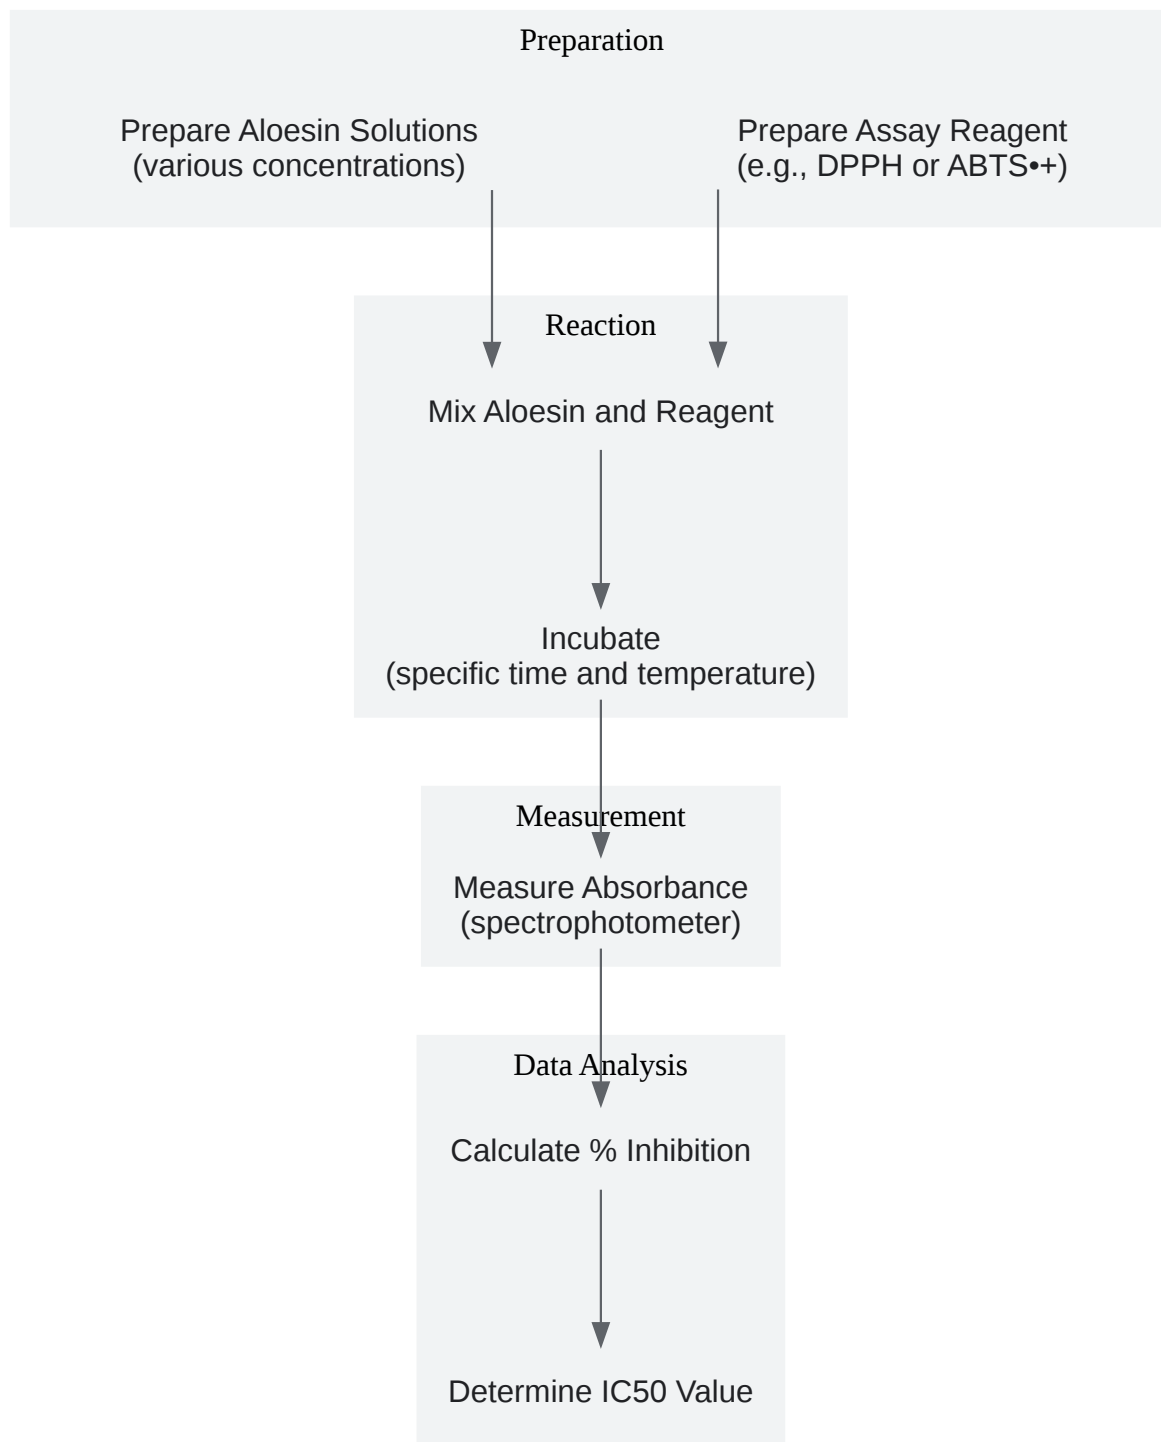 Preparation
Prepare Aloesin Solutions
(various concentrations)
Prepare Assay Reagent
(e.g., DPPH or ABTS•+)
Reaction
Mix Aloesin and Reagent
Incubate
(specific time and temperature)
Measurement
Measure Absorbance
(spectrophotometer)
Data Analysis
Calculate % Inhibition
Determine IC50 Value